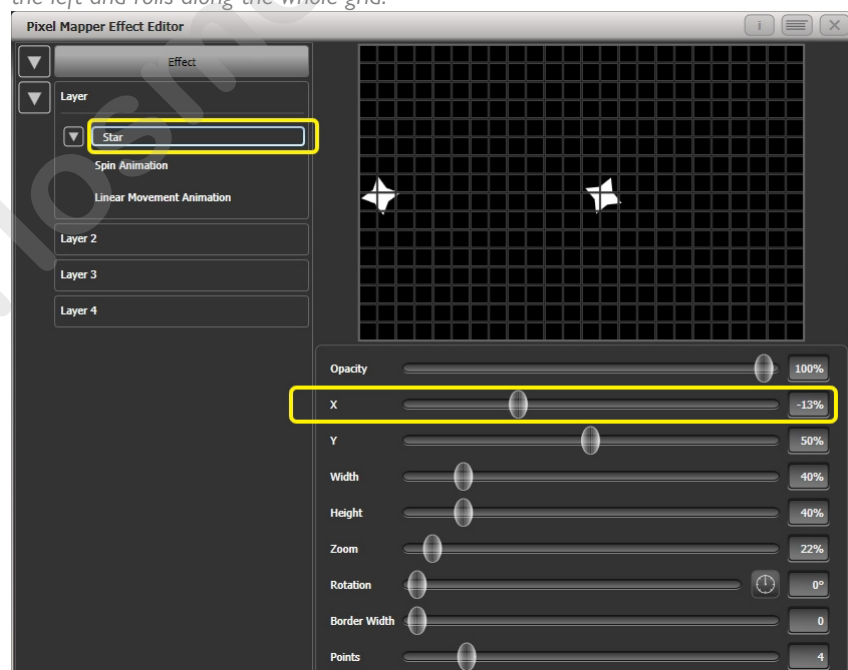 the left and rolls along the whole grid.
Pixel Mapper Effect Editor
i
Effect
Layer
Star
Spin Animation
Linear Movement Animation
Layer 2
Layer 3
Layer 4
Opacity 100%
X -13%
Y 50%
Width 40%
Height 40%
Zoom 22%
Rotation 0°
Border Width 0
Points 4